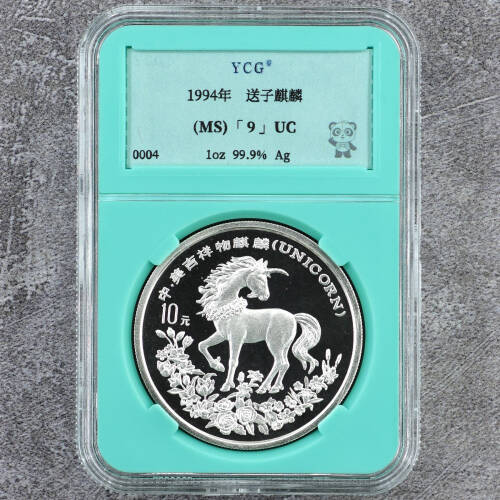 YCG®
1994年 送子麒麟
(MS)「9」UC
0004 1oz 99.9% Ag
中·華吉祥物麒麟(UNICORN)
10元